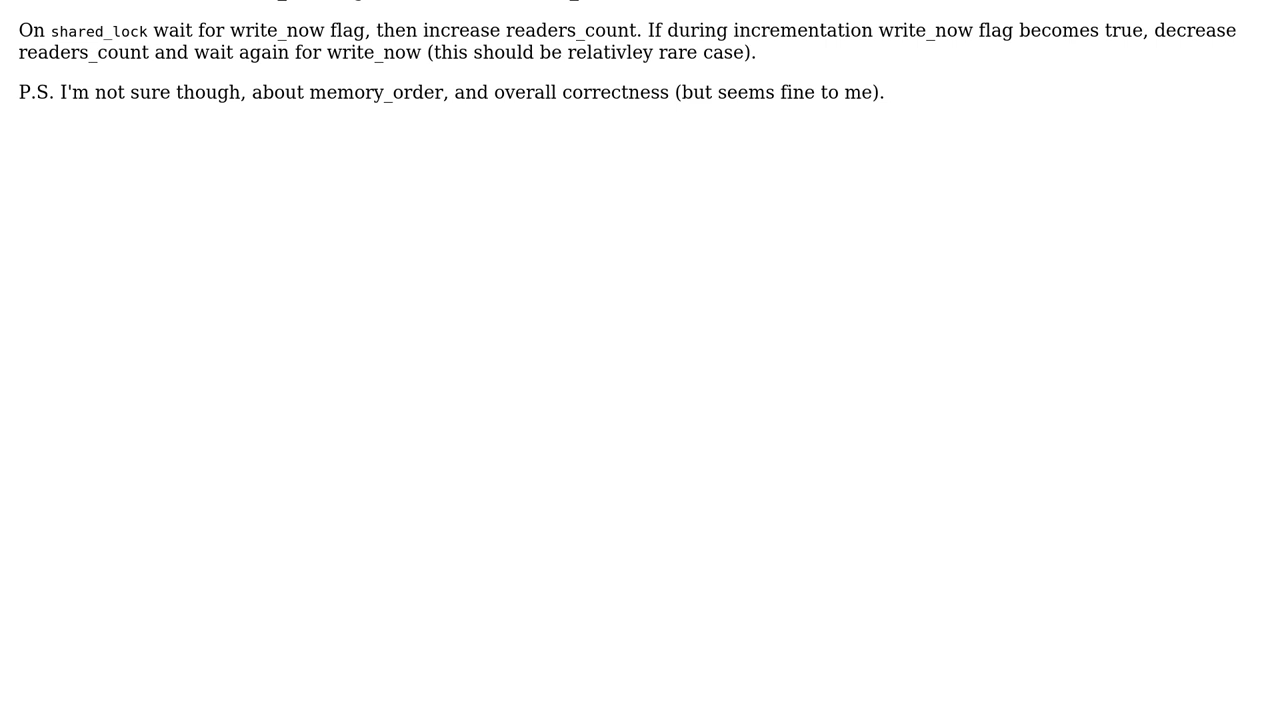 On shared_lock wait for write_now flag, then increase readers_count. If during incrementation write_now flag becomes true, decrease
readers_count and wait again for write_now (this should be relativley rare case).
P.S. I'm not sure though, about memory_order, and overall correctness (but seems fine to me).